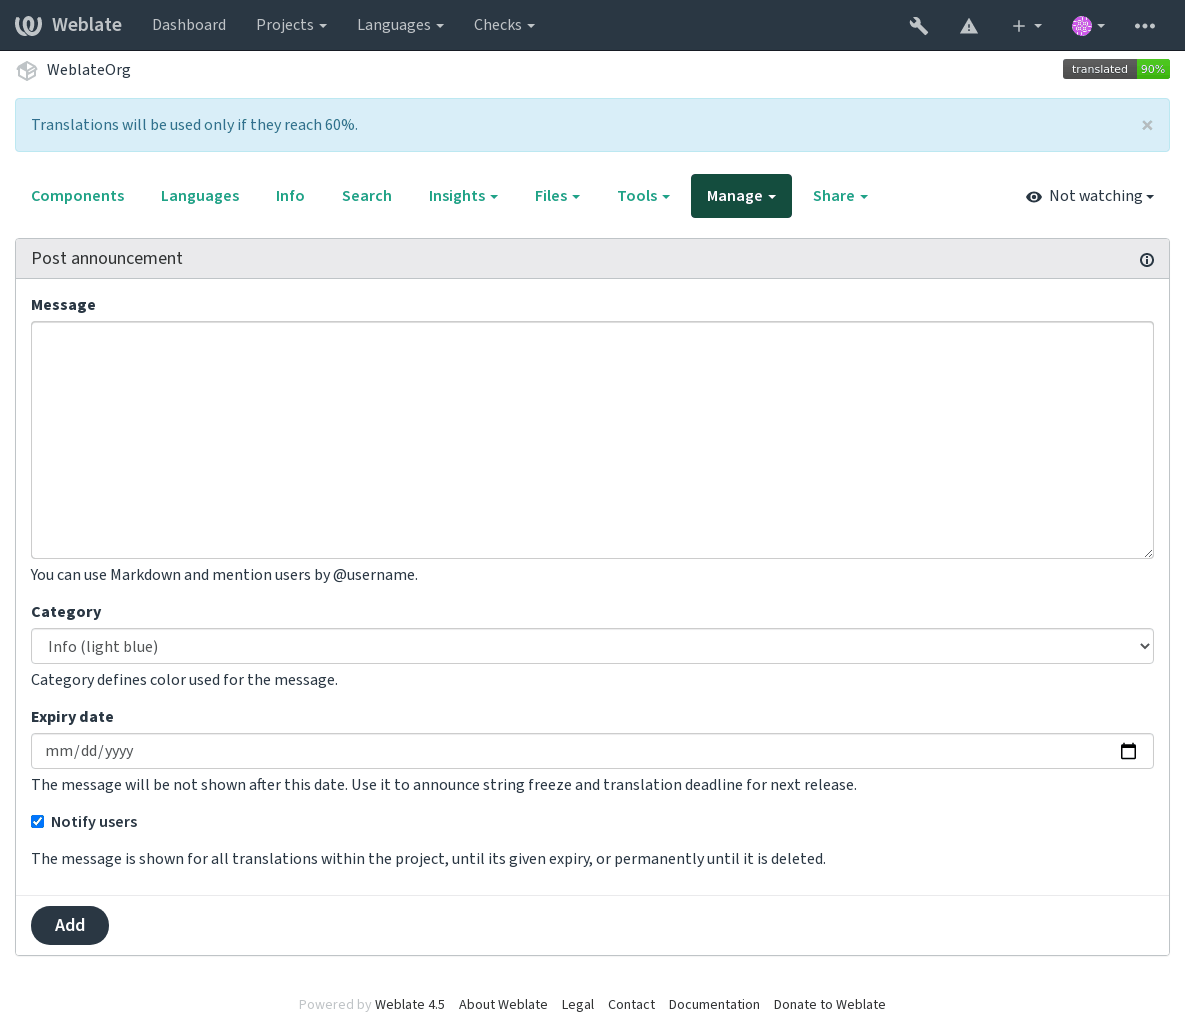 Weblate Dashboard Projects Languages Checks
WeblateOrg translated 90%
Translations will be used only if they reach 60%. ×
Components Languages Info Search Insights Files Tools Manage Share Not watching
Post announcement
Message
You can use Markdown and mention users by @username.
Category
Info (light blue)
Category defines color used for the message.
Expiry date
mm/dd/yyyy
The message will be not shown after this date. Use it to announce string freeze and translation deadline for next release.
Notify users
The message is shown for all translations within the project, until its given expiry, or permanently until it is deleted.
Add
Powered by Weblate 4.5 About Weblate Legal Contact Documentation Donate to Weblate